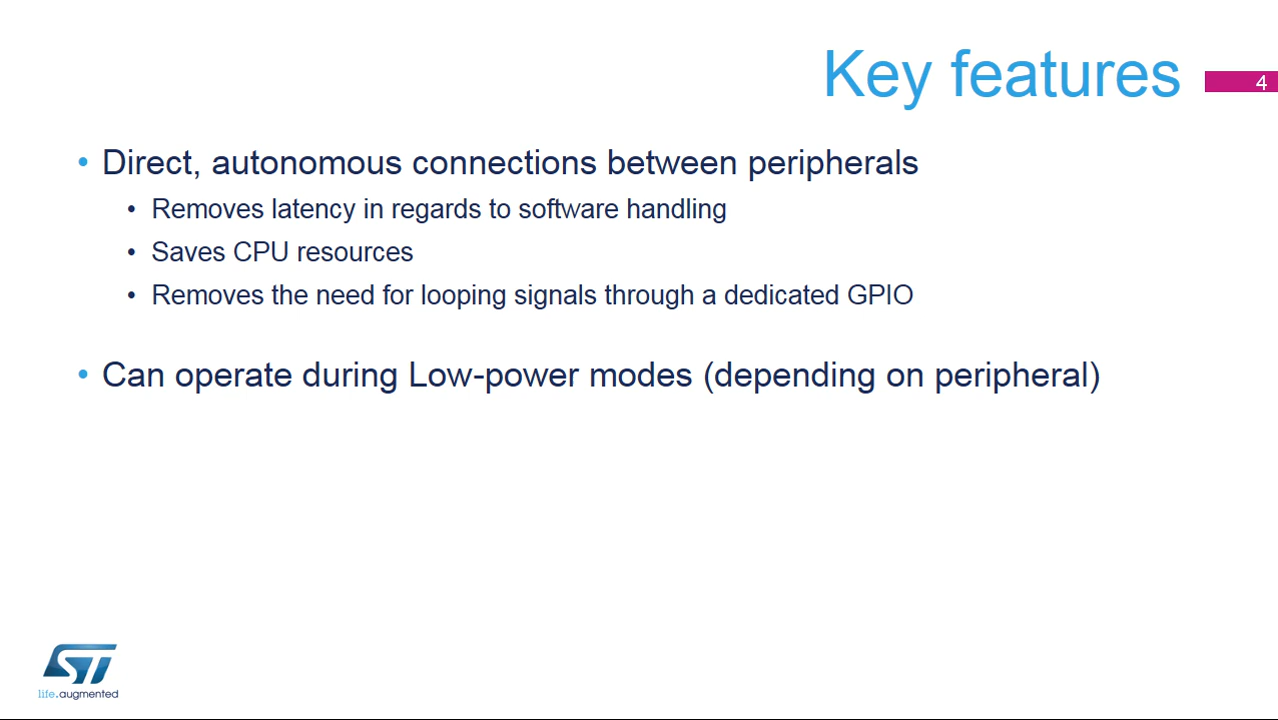 Key features
4
• Direct, autonomous connections between peripherals
• Removes latency in regards to software handling
• Saves CPU resources
• Removes the need for looping signals through a dedicated GPIO
• Can operate during Low-power modes (depending on peripheral)
ST
life.augmented